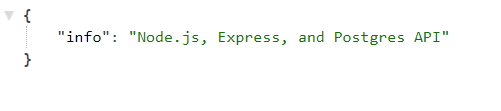 {
"info": "Node.js, Express, and Postgres API"
}